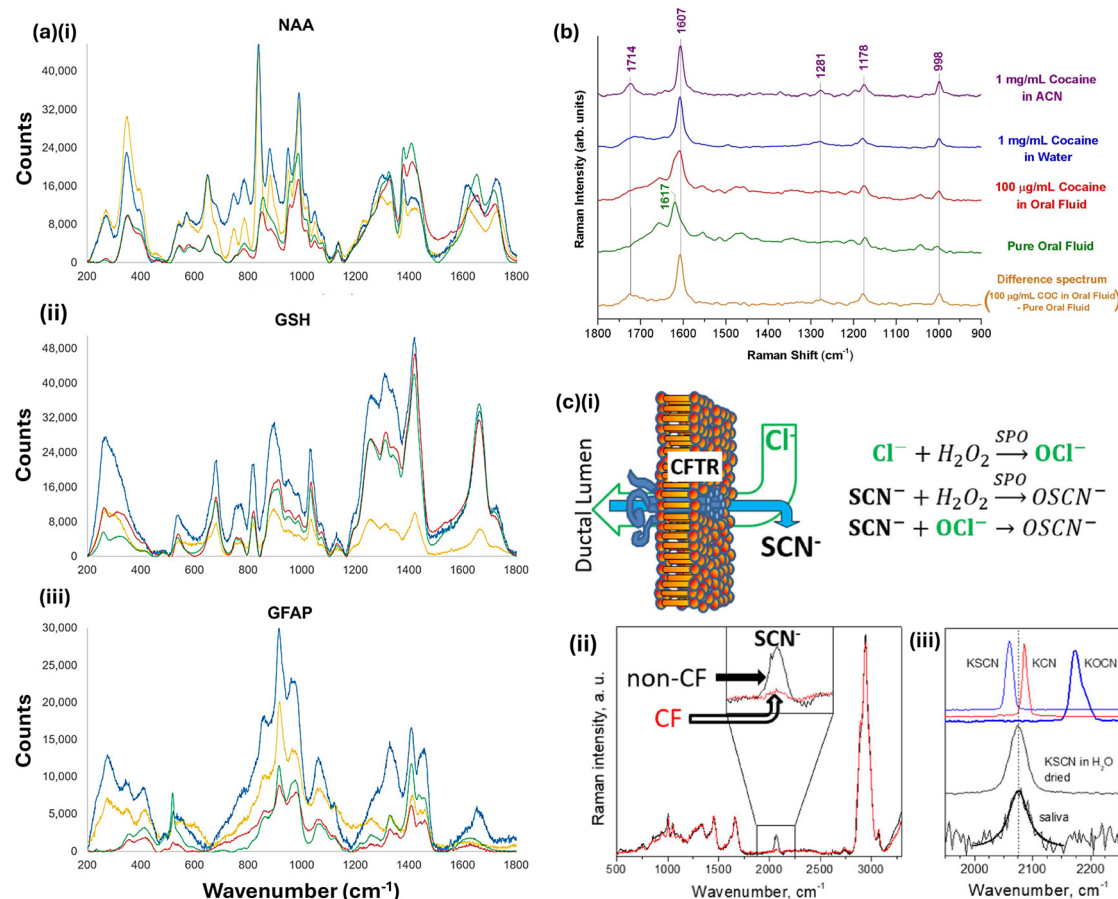 (a)(i)
NAA
Counts
40,000
32,000
24,000
16,000
8,000
0
200 400 600 800 1000 1200 1400 1600 1800
(ii)
GSH
Counts
48,000
40,000
32,000
24,000
16,000
8,000
0
200 400 600 800 1000 1200 1400 1600 1800
(iii)
GFAP
Counts
30,000
25,000
20,000
15,000
10,000
5,000
0
200 400 600 800 1000 1200 1400 1600 1800
Wavenumber (cm⁻¹)
(b)
Raman Intensity (arb. units)
1714
1607
1281
1178
998
1617
1 mg/mL Cocaine
in ACN
1 mg/mL Cocaine
in Water
100 µg/mL Cocaine
in Oral Fluid
Pure Oral Fluid
Difference spectrum
(100 µg/mL COC in Oral Fluid
- Pure Oral Fluid)
1800 1700 1600 1500 1400 1300 1200 1100 1000 900
Raman Shift (cm⁻¹)
(c)(i)
Ductal Lumen
CFTR
Cl⁻
SCN⁻
Cl⁻ + H₂O₂ SPO→ OCl⁻
SCN⁻ + H₂O₂ SPO→ OSCN⁻
SCN⁻ + OCl⁻ → OSCN⁻
(ii)
Raman intensity, a. u.
SCN⁻
non-CF
CF
500 1000 1500 2000 2500 3000
Wavenumber, cm⁻¹
(iii)
KSCN KCN KOCN
KSCN in H₂O
dried
saliva
2000 2100 2200
Wavenumber, cm⁻¹